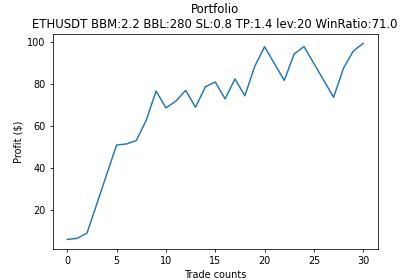 Portfolio
ETHUSDT BBM:2.2 BBL:280 SL:0.8 TP:1.4 lev:20 WinRatio:71.0
100
80
60
40
20
Profit ($)
0 5 10 15 20 25 30
Trade counts